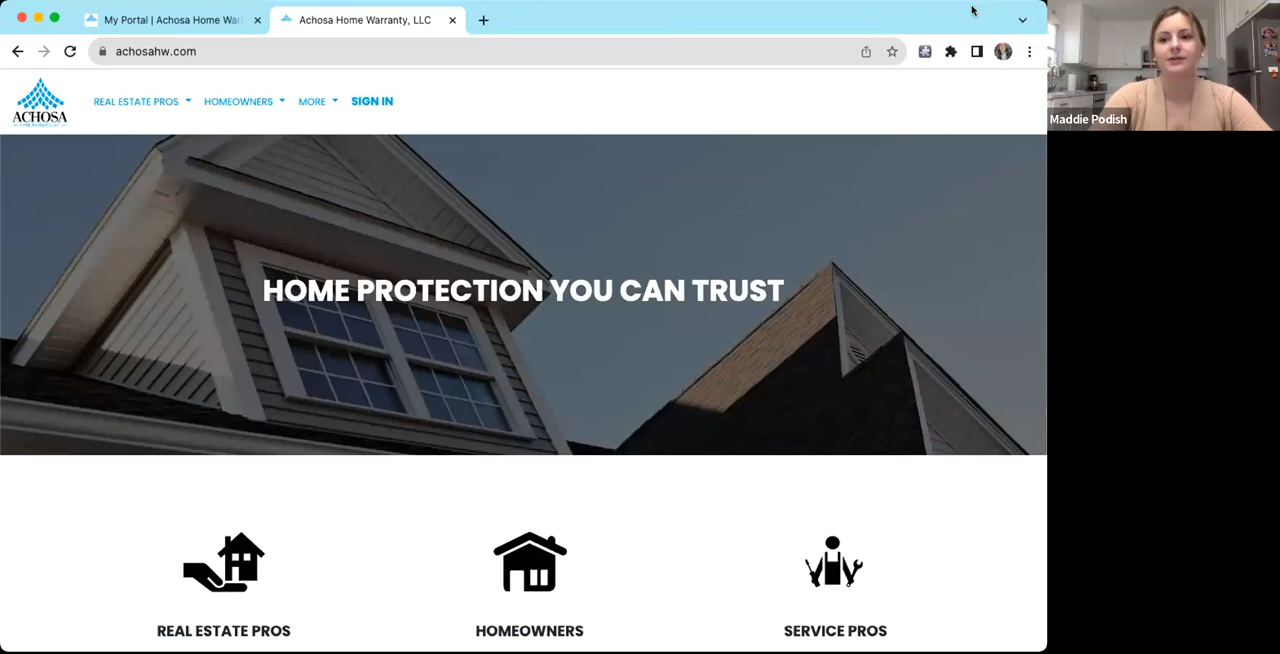 My Portal | Achosa Home War
Achosa Home Warranty, LLC
achosahw.com
ACHOSA
REAL ESTATE PROS
HOMEOWNERS
MORE
SIGN IN
Maddie Podish
HOME PROTECTION YOU CAN TRUST
REAL ESTATE PROS
HOMEOWNERS
SERVICE PROS